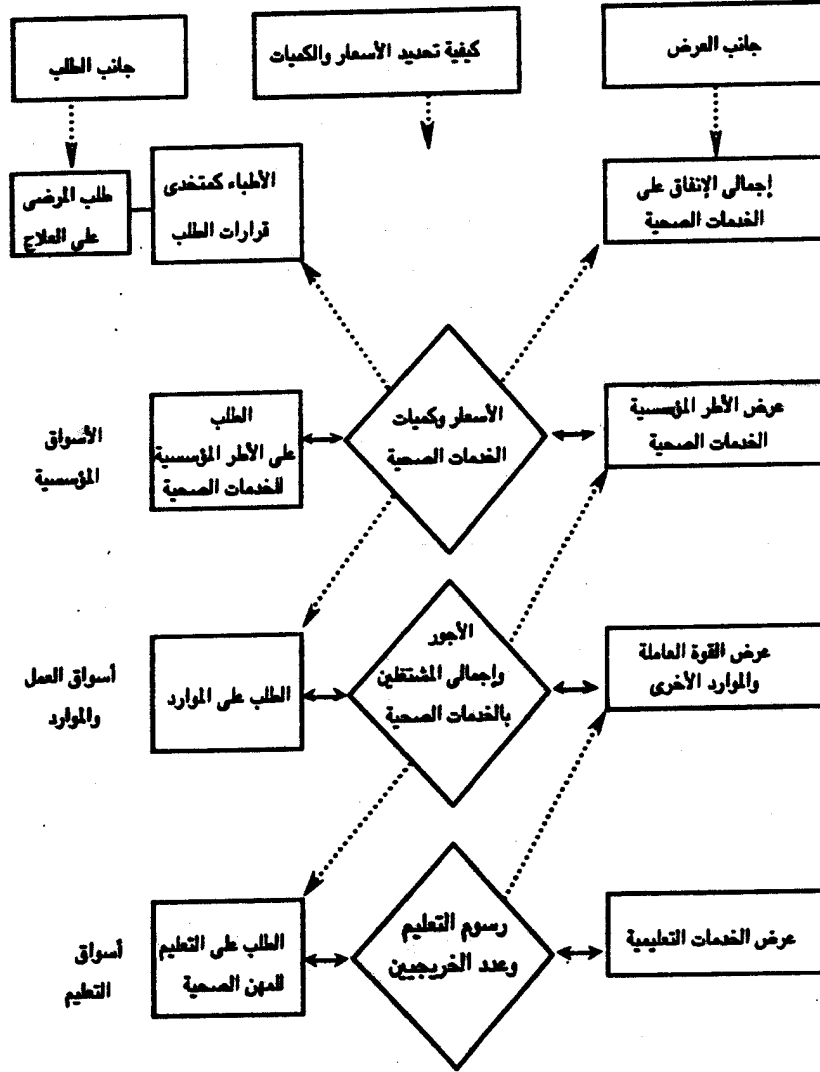 جانب العرض
كيفية تحديد الأسعار والكميات
جانب الطلب
إجمالى الإنفاق على
الخدمات الصحية
الأطباء كمتخذى
قرارات الطلب
طلب المرضى
على العلاج
عرض الأطر المؤسسية
الخدمات الصحية
الأسعار وكميات
الخدمات الصحية
الطلب
على الأطر المؤسسية
للخدمات الصحية
الأسواق
المؤسسية
عرض القوة العاملة
والموارد الأخرى
الأجور
وإجمالى المشتغلين
بالخدمات الصحية
الطلب على الموارد
أسواق العمل
والموارد
عرض الخدمات التعليمية
رسوم التعليم
وعدد الخريجيين
الطلب على التعليم
للمهن الصحية
أسواق
التعليم